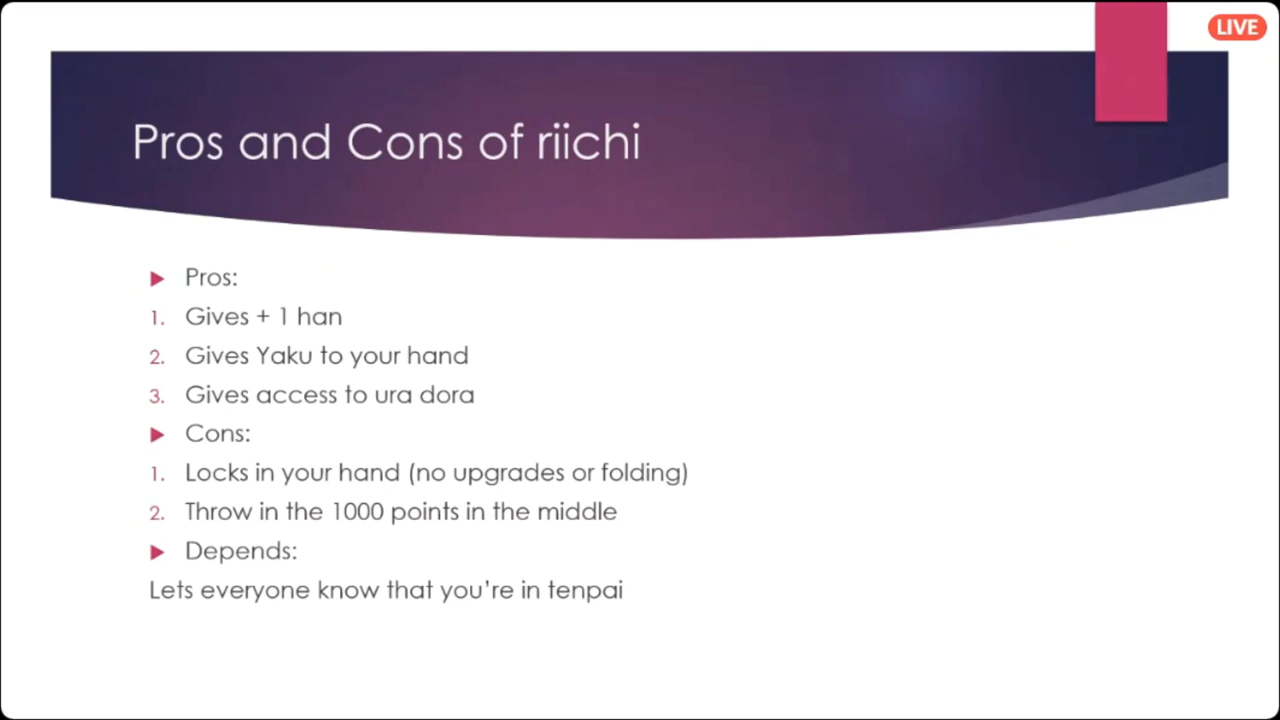 LIVE
Pros and Cons of riichi
Pros:
1. Gives + 1 han
2. Gives Yaku to your hand
3. Gives access to ura dora
Cons:
1. Locks in your hand (no upgrades or folding)
2. Throw in the 1000 points in the middle
Depends:
Lets everyone know that you’re in tenpai